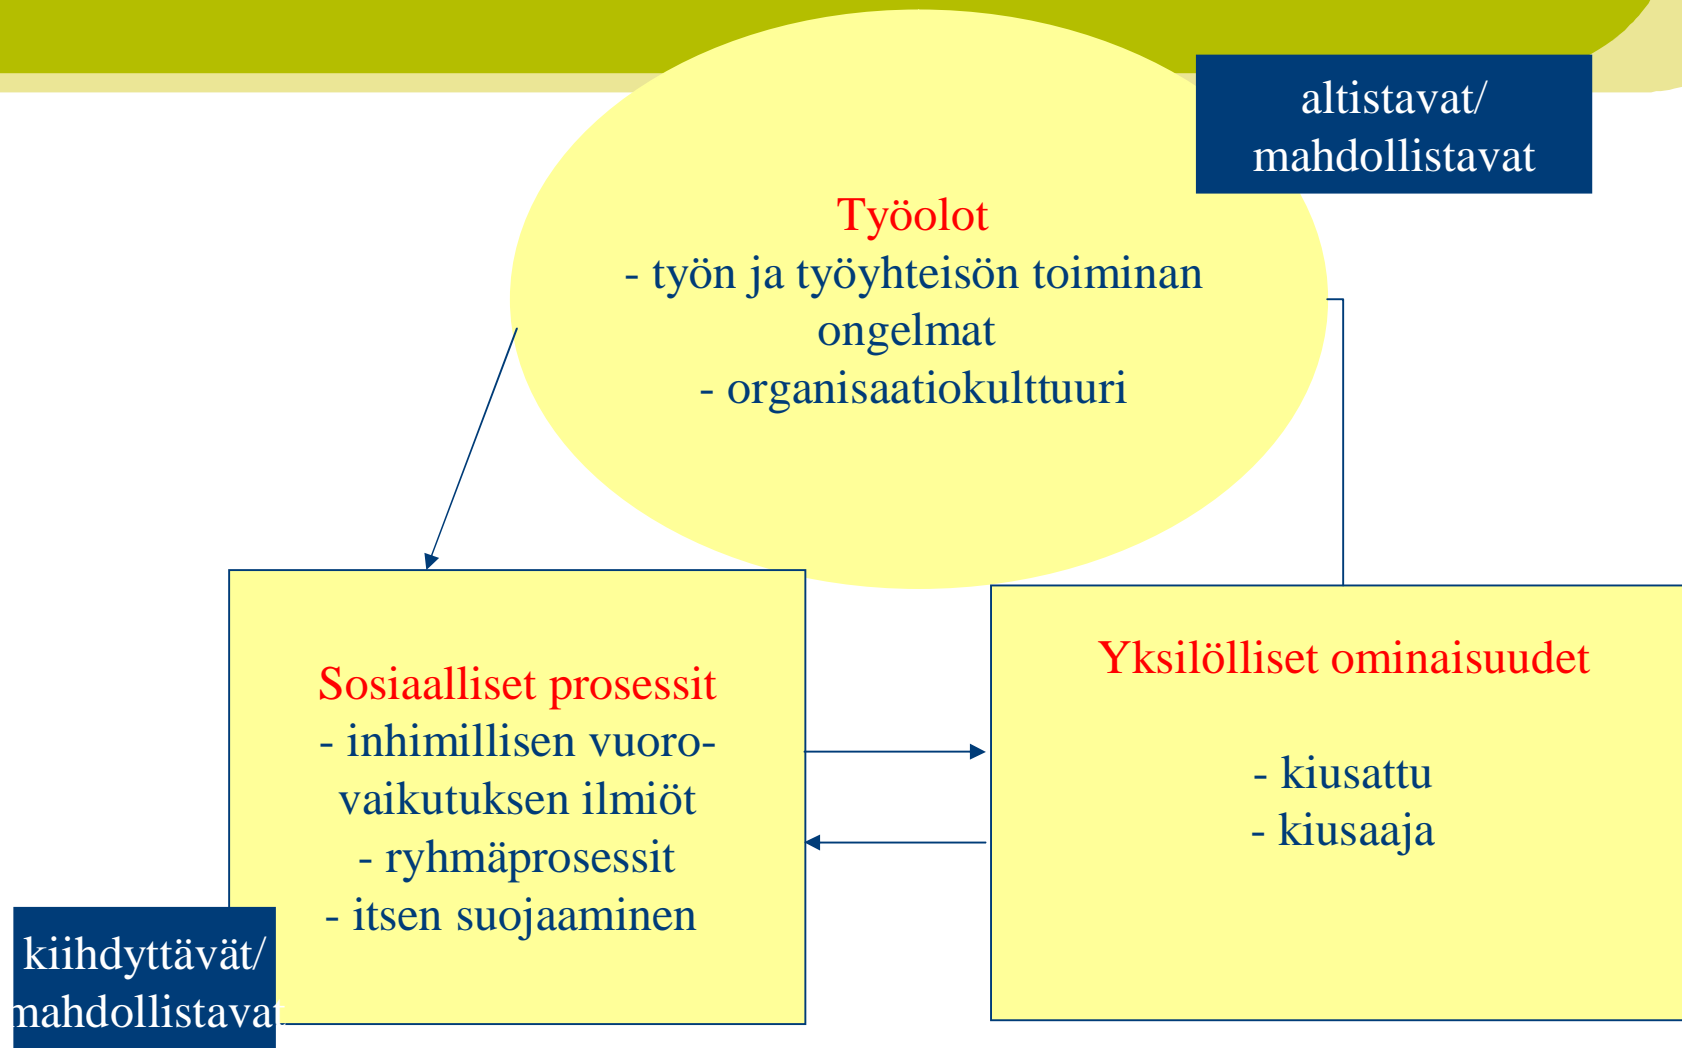 altistavat/
mahdollistavat
Työolot
- työn ja työyhteisön toiminan
ongelmat
- organisaatiokulttuuri
Sosiaalliset prosessit
- inhimillisen vuoro-
vaikutuksen ilmiöt
- ryhmäprosessit
- itsen suojaaminen
Yksilölliset ominaisuudet
- kiusattu
- kiusaaja
kiihdyttävät/
mahdollistavat